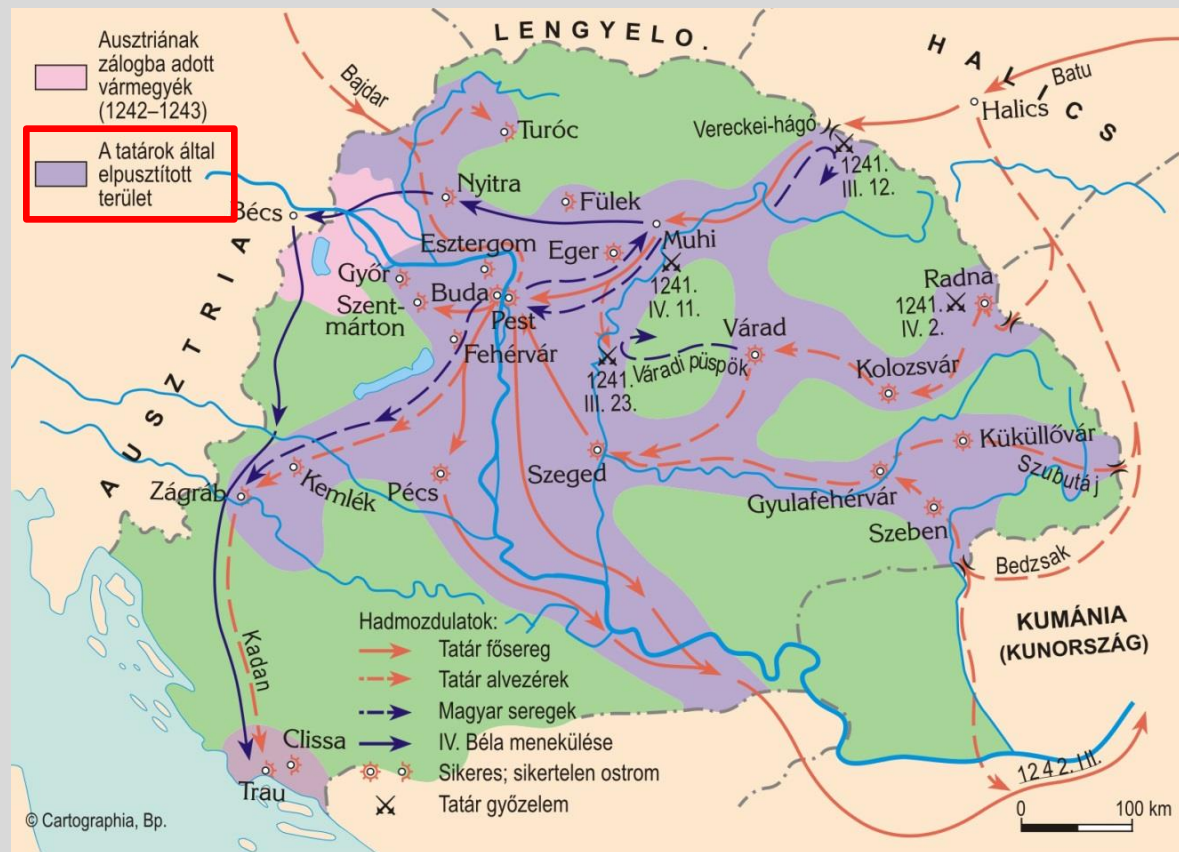 Ausztriának
zálogba adott
vármegyék
(1242–1243)
A tatárok által
elpusztított
terület
LENGYELO.
HALICS
Batu
Halics
Bajdar
Turóc
Vereckei-hágó
1241.
III. 12.
Nyitra
Fülek
Bécs
Muhi
1241.
IV. 11.
Esztergom
Eger
Győr
Buda
Szent-
márton
Pest
Fehérvár
Radna
1241.
IV. 2.
Várad
Váradi püspök
1241.
III. 23.
Kolozsvár
AUSZTRIA
Küküllővár
Szubutáj
Szeged
Gyulafehérvár
Zágráb
Kemlék
Pécs
Szeben
Bedzsak
KUMÁNIA
(KUNORSZÁG)
Kadan
Clissa
Trau
Hadmozdulatok:
Tatár fősereg
Tatár alvezérek
Magyar seregek
IV. Béla menekülése
Sikeres; sikertelen ostrom
Tatár győzelem
1242. III.
0 100 km
© Cartographia, Bp.